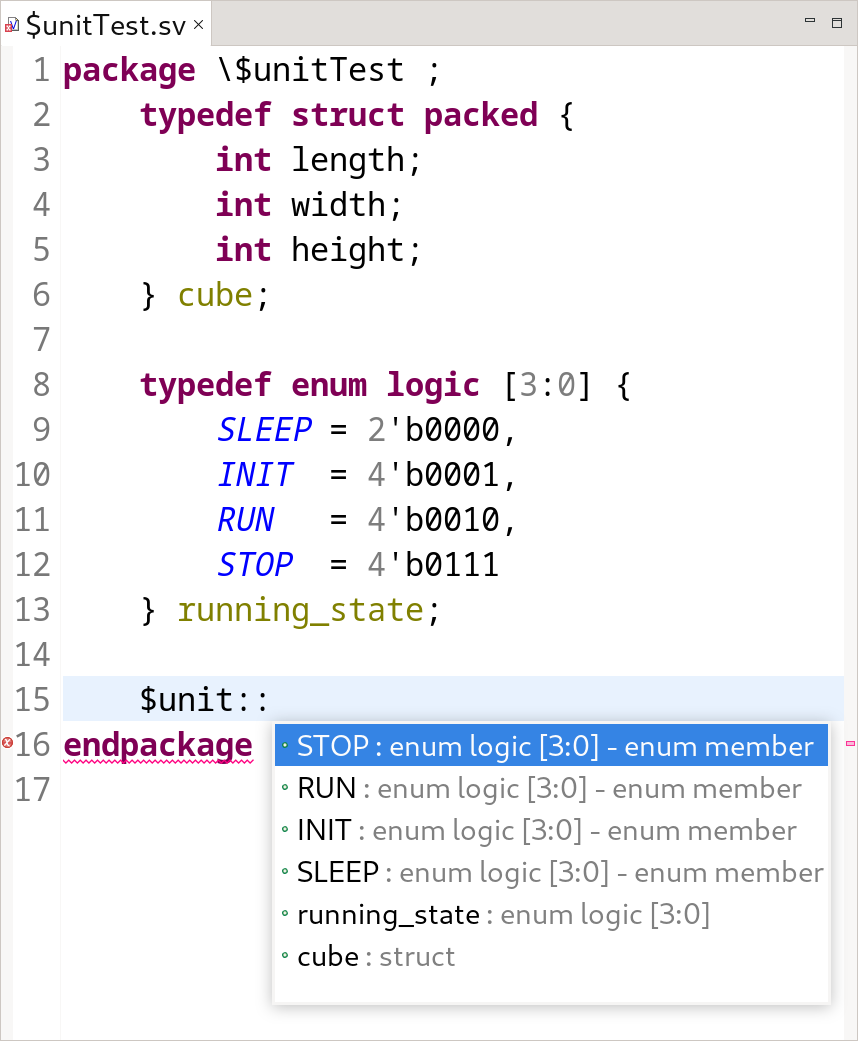 $unitTest.sv ×
1 package \$unitTest ;
2     typedef struct packed {
3         int length;
4         int width;
5         int height;
6     } cube;
7
8     typedef enum logic [3:0] {
9         SLEEP = 2'b0000,
10         INIT  = 4'b0001,
11         RUN   = 4'b0010,
12         STOP  = 4'b0111
13     } running_state;
14
15     $unit::
16 endpackage
STOP : enum logic [3:0] - enum member
17
RUN : enum logic [3:0] - enum member
INIT : enum logic [3:0] - enum member
SLEEP : enum logic [3:0] - enum member
running_state : enum logic [3:0]
cube : struct